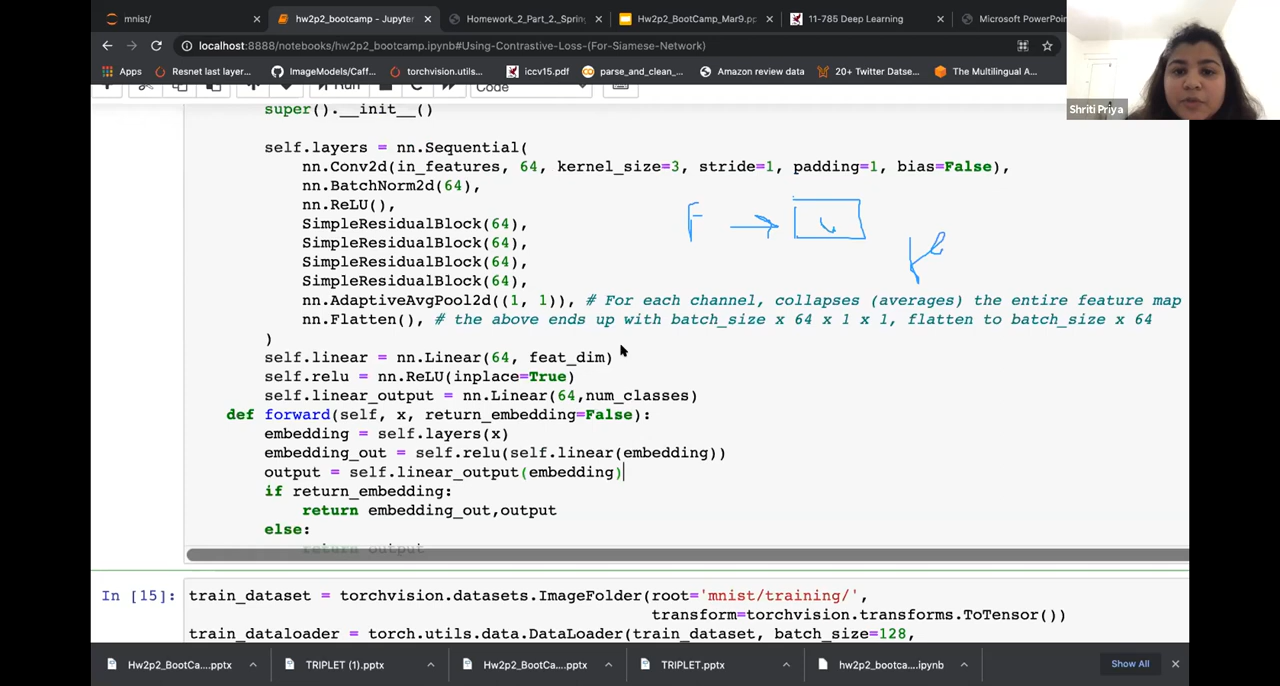 mnist/
hw2p2_bootcamp - Jupyter
Homework_2_Part_2._Spring
Hw2p2_BootCamp_Mar9.p
11-785 Deep Learning
Microsoft PowerPoin
localhost:8888/notebooks/hw2p2_bootcamp.ipynb#Using-Contrastive-Loss-(For-Siamese-Network)
Apps
Resnet last layer...
ImageModels/Caff...
torchvision.utils...
iccv15.pdf
parse_and_clean_...
Amazon review data
20+ Twitter Datse...
The Multilingual A...
Shriti Priya
Run
Code
super().__init__()
self.layers = nn.Sequential(
nn.Conv2d(in_features, 64, kernel_size=3, stride=1, padding=1, bias=False),
nn.BatchNorm2d(64),
nn.ReLU(),
SimpleResidualBlock(64),
SimpleResidualBlock(64),
SimpleResidualBlock(64),
SimpleResidualBlock(64),
F
nn.AdaptiveAvgPool2d((1, 1)), # For each channel, collapses (averages) the entire feature map
nn.Flatten(), # the above ends up with batch_size x 64 x 1 x 1, flatten to batch_size x 64
)
self.linear = nn.Linear(64, feat_dim)
self.relu = nn.ReLU(inplace=True)
self.linear_output = nn.Linear(64,num_classes)
def forward(self, x, return_embedding=False):
embedding = self.layers(x)
embedding_out = self.relu(self.linear(embedding))
output = self.linear_output(embedding)
if return_embedding:
return embedding_out,output
else:
return output
In [15]:
train_dataset = torchvision.datasets.ImageFolder(root='mnist/training/',
transform=torchvision.transforms.ToTensor())
train_dataloader = torch.utils.data.DataLoader(train_dataset, batch_size=128,
Hw2p2_BootCa....pptx
TRIPLET (1).pptx
Hw2p2_BootCa....pptx
TRIPLET.pptx
hw2p2_bootca....ipynb
Show All